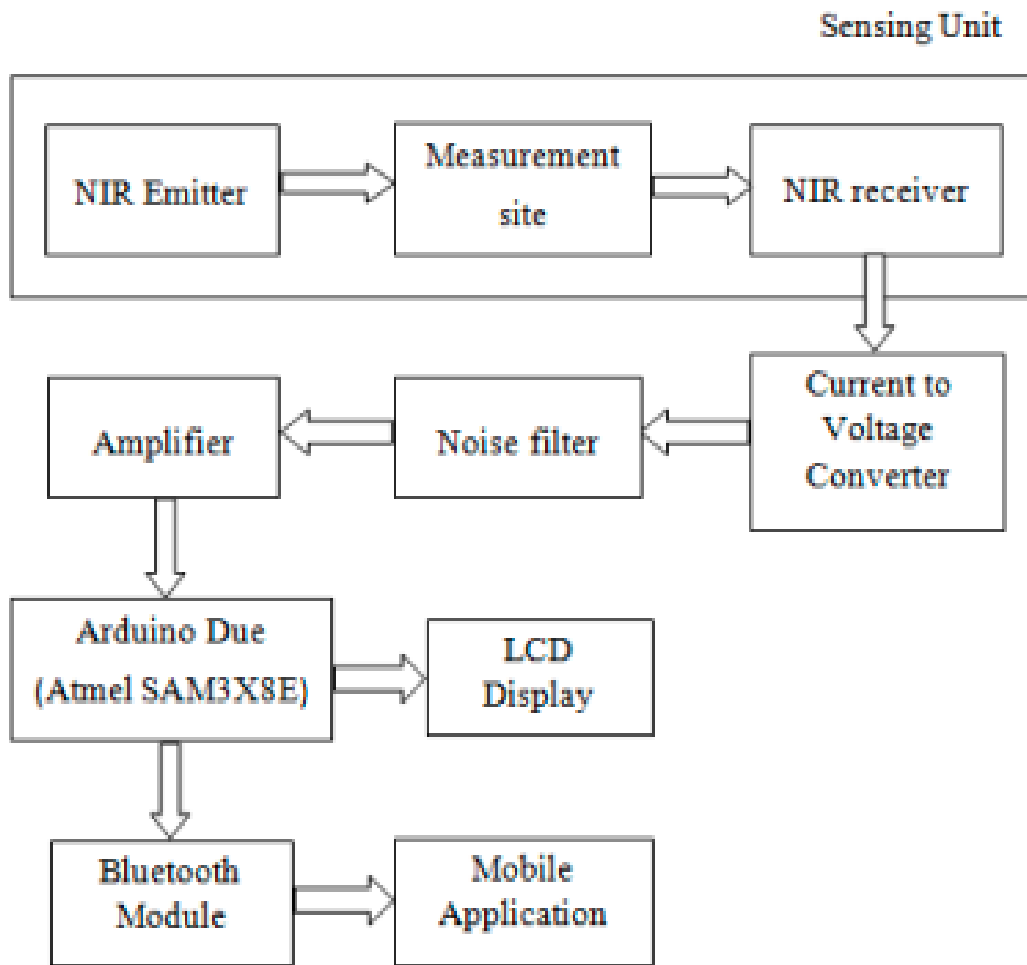 Sensing Unit
NIR Emitter
Measurement
site
NIR receiver
Current to
Voltage
Converter
Noise filter
Amplifier
Arduino Due
(Atmel SAM3X8E)
LCD
Display
Bluetooth
Module
Mobile
Application